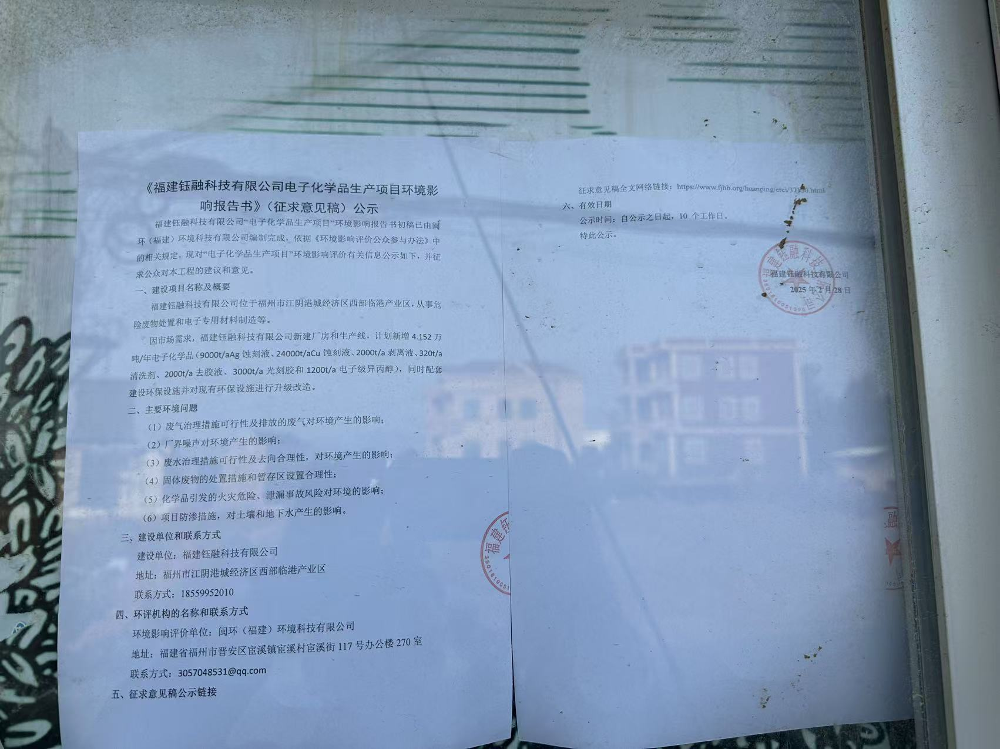 《福建钰融科技有限公司电子化学品生产项目环境影
响报告书》（征求意见稿）公示
福建钰融科技有限公司“电子化学品生产项目”环境影响报告书初稿已由闽
环（福建）环境科技有限公司编制完成，依据《环境影响评价公众参与办法》中
的相关规定，现对“电子化学品生产项目”环境影响评价有关信息公示如下，并征
求公众对本工程的建议和意见。
一、建设项目名称及概要
福建钰融科技有限公司位于福州市江阴港城经济区西部临港产业区，从事危
险废物处置和电子专用材料制造等。
因市场需求，福建钰融科技有限公司新建厂房和生产线，计划新增 4.152 万
吨/年电子化学品（9000t/aAg 蚀刻液、24000t/aCu 蚀刻液、2000t/a 剥离液、320t/a
清洗剂、2000t/a 去胶液、3000t/a 光刻胶和 1200t/a 电子级异丙醇），同时配套
建设环保设施并对现有环保设施进行升级改造。
二、主要环境问题
（1）废气治理措施可行性及排放的废气对环境产生的影响；
（2）厂界噪声对环境产生的影响；
（3）废水治理措施可行性及去向合理性，对环境产生的影响；
（4）固体废物的处置措施和暂存区设置合理性；
（5）化学品引发的火灾危险、泄漏事故风险对环境的影响；
（6）项目防渗措施，对土壤和地下水产生的影响。
三、建设单位和联系方式
建设单位：福建钰融科技有限公司
地址：福州市江阴港城经济区西部临港产业区
联系方式：18559952010
四、环评机构的名称和联系方式
环境影响评价单位：闽环（福建）环境科技有限公司
地址：福建省福州市晋安区宦溪镇宦溪村宦溪街 117 号办公楼 270 室
联系方式：3057048531@qq.com
五、征求意见稿公示链接
福建钰
3501810051
征求意见稿全文网络链接：
六、有效日期
公示时间：自公示之日起，10 个工作日。
特此公示。
福建钰融科技有限公司
2025 年 2 月 28 日
福建钰融科技有限公司
融